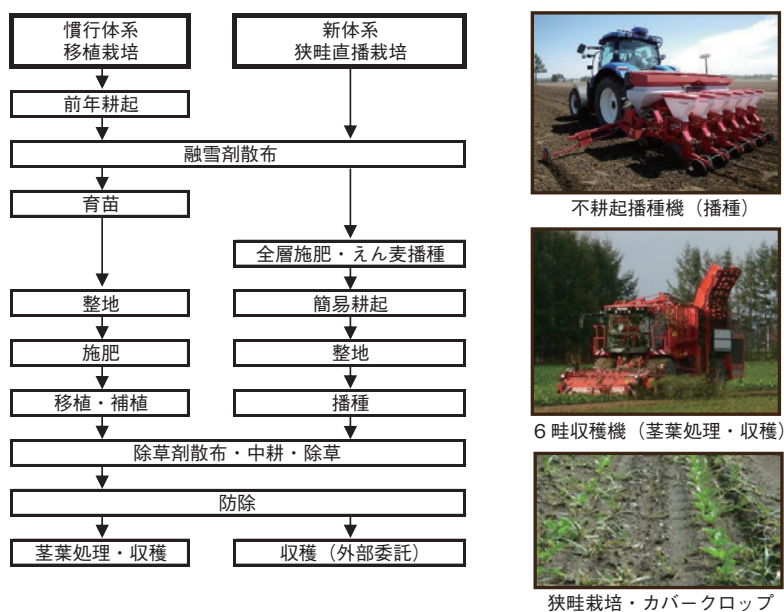 慣行体系
移植栽培
新体系
狭畦直播栽培
前年耕起
融雪剤散布
育苗
全層施肥・えん麦播種
整地
簡易耕起
施肥
整地
移植・補植
播種
除草剤散布・中耕・除草
防除
茎葉処理・収穫
収穫（外部委託）
不耕起播種機（播種）
6畦収穫機（茎葉処理・収穫）
狭畦栽培・カバークロップ